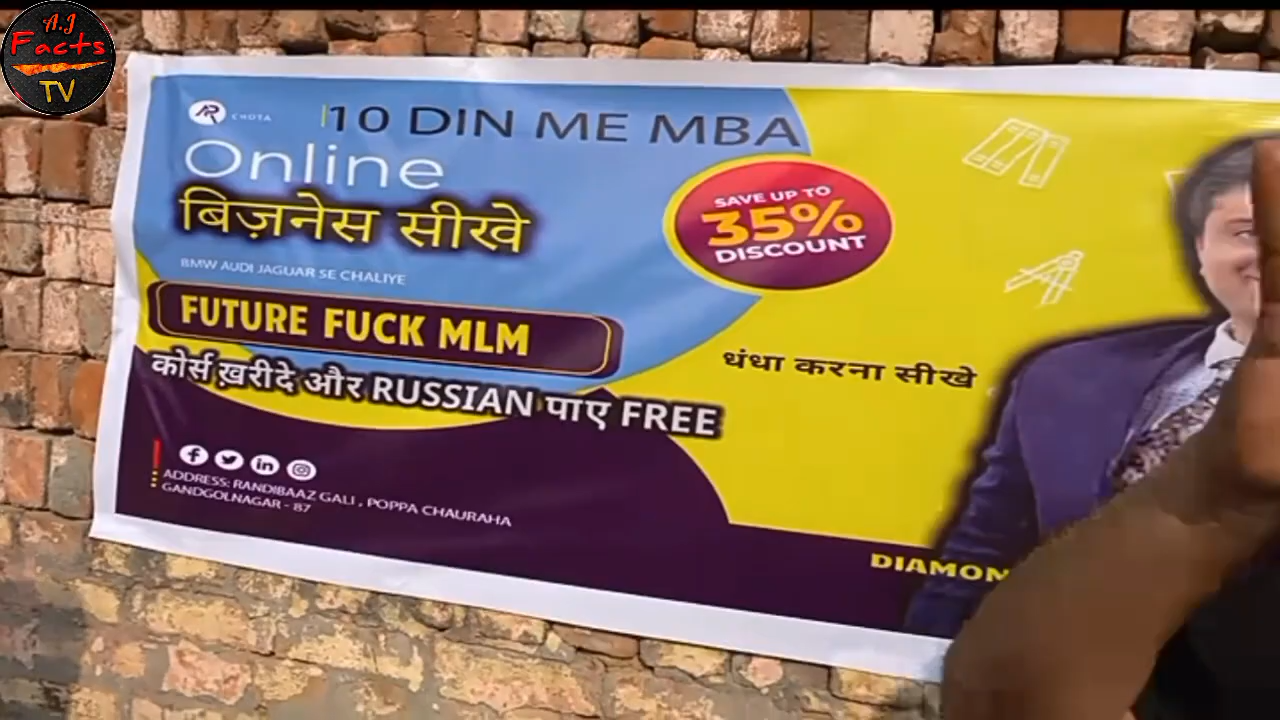 A.J
Facts
TV
CHOTA
10 DIN ME MBA
Online
बिज़नेस सीखे
BMW AUDI JAGUAR SE CHALIYE
SAVE UP TO
35%
DISCOUNT
FUTURE FUCK MLM
कोर्स ख़रीदे और RUSSIAN पाए FREE
धंधा करना सीखे
ADDRESS: RANDIBAAZ GALI , POPPA CHAURAHA
GANDGOLNAGAR - 87
DIAMON